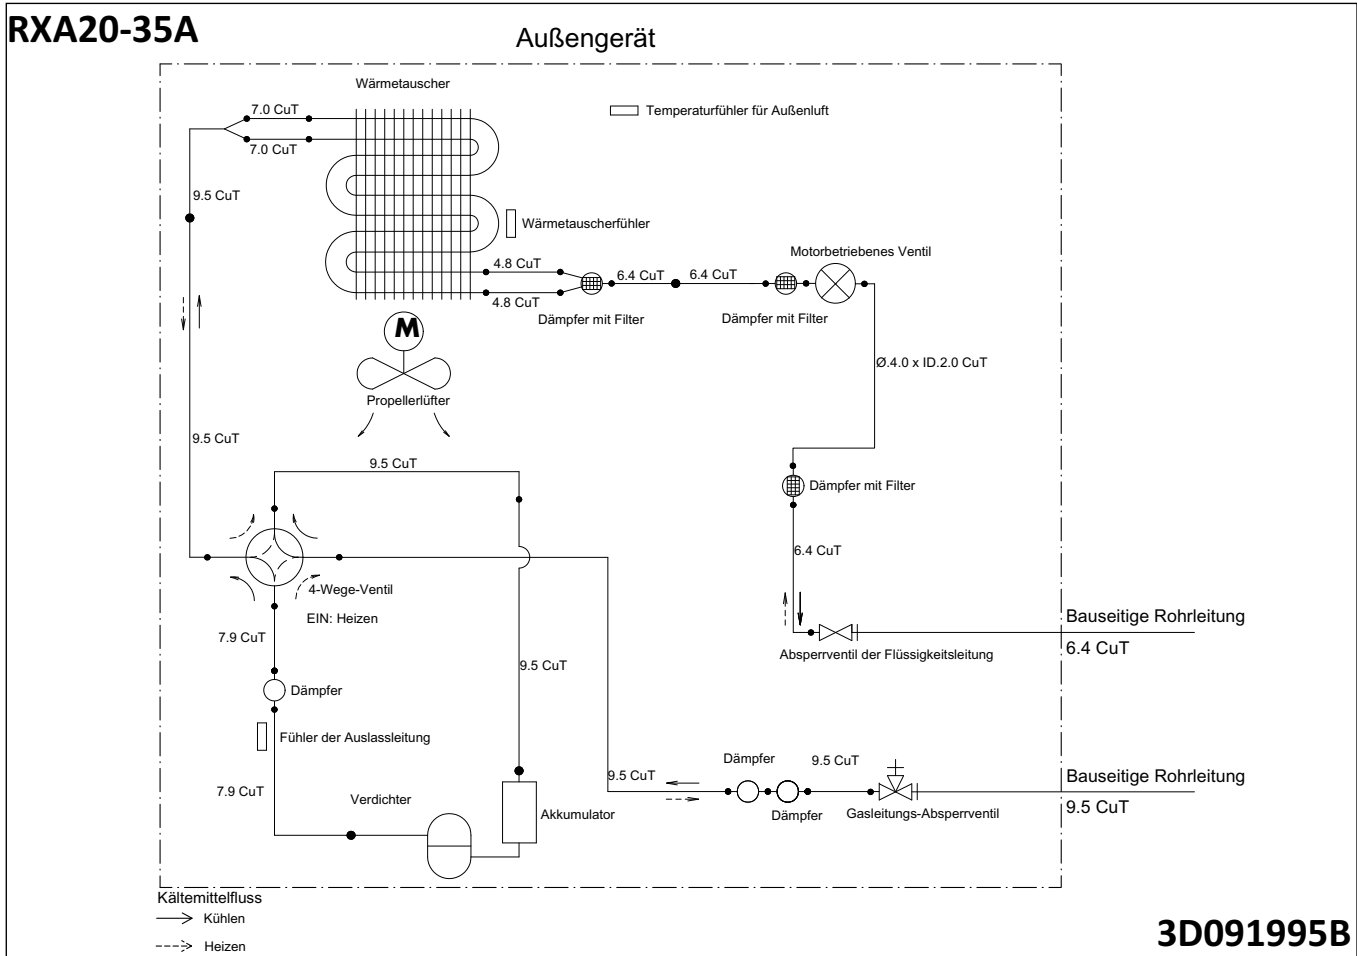 RXA20-35A
Außengerät
Wärmetauscher
7.0 CuT
Temperaturfühler für Außenluft
7.0 CuT
9.5 CuT
Wärmetauscherfühler
Motorbetriebenes Ventil
4.8 CuT
6.4 CuT
6.4 CuT
4.8 CuT
Dämpfer mit Filter
Dämpfer mit Filter
M
Ø.4.0 x ID.2.0 CuT
Propellerlüfter
9.5 CuT
9.5 CuT
Dämpfer mit Filter
6.4 CuT
4-Wege-Ventil
EIN: Heizen
Bauseitige Rohrleitung
6.4 CuT
7.9 CuT
Absperrventil der Flüssigkeitsleitung
9.5 CuT
Dämpfer
Fühler der Auslassleitung
Dämpfer
9.5 CuT
9.5 CuT
Bauseitige Rohrleitung
9.5 CuT
7.9 CuT
Verdichter
Akkumulator
Dämpfer
Gasleitungs-Absperrventil
Kältemittelfluss
Kühlen
Heizen
3D091995B